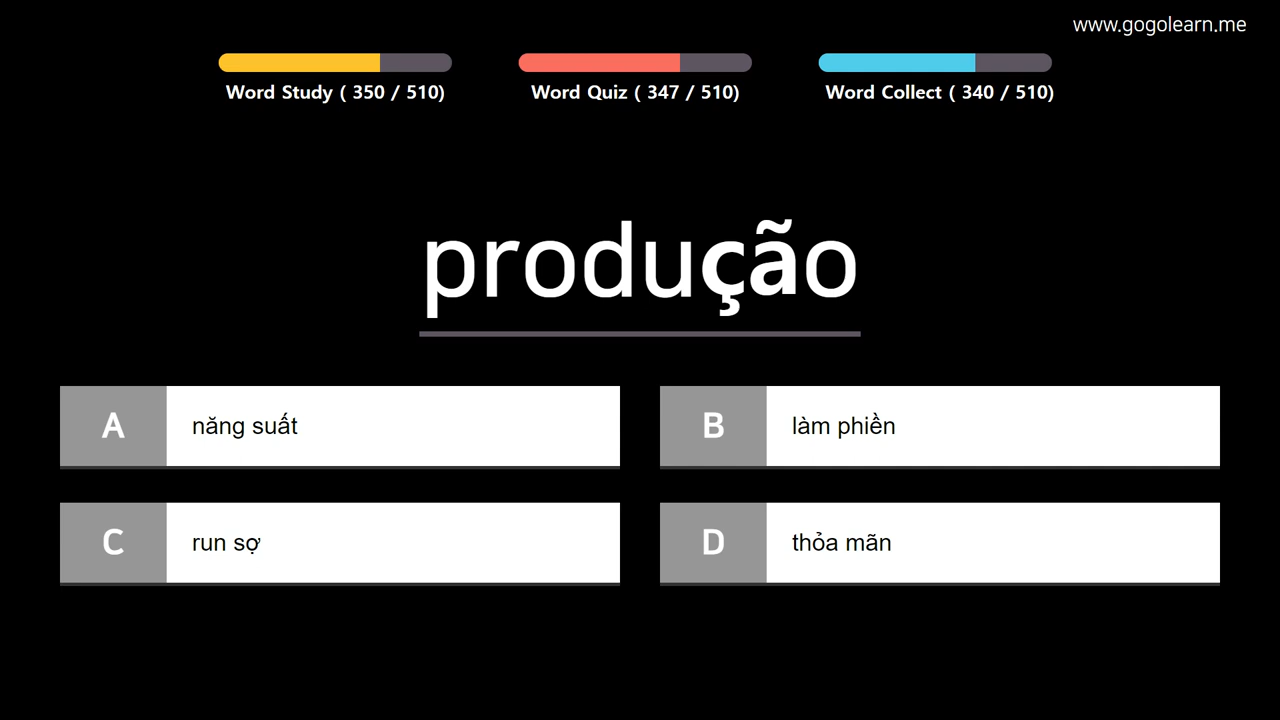 www.gogolearn.me
Word Study ( 350 / 510)
Word Quiz ( 347 / 510)
Word Collect ( 340 / 510)
produção
A
năng suất
B
làm phiền
C
run sợ
D
thỏa mãn